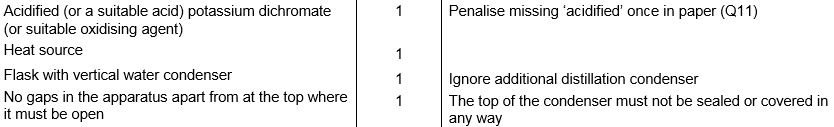 Acidified (or a suitable acid) potassium dichromate 1 Penalise missing ‘acidified’ once in paper (Q11)
(or suitable oxidising agent)
Heat source 1
Flask with vertical water condenser 1 Ignore additional distillation condenser
No gaps in the apparatus apart from at the top where 1 The top of the condenser must not be sealed or covered in
it must be open any way